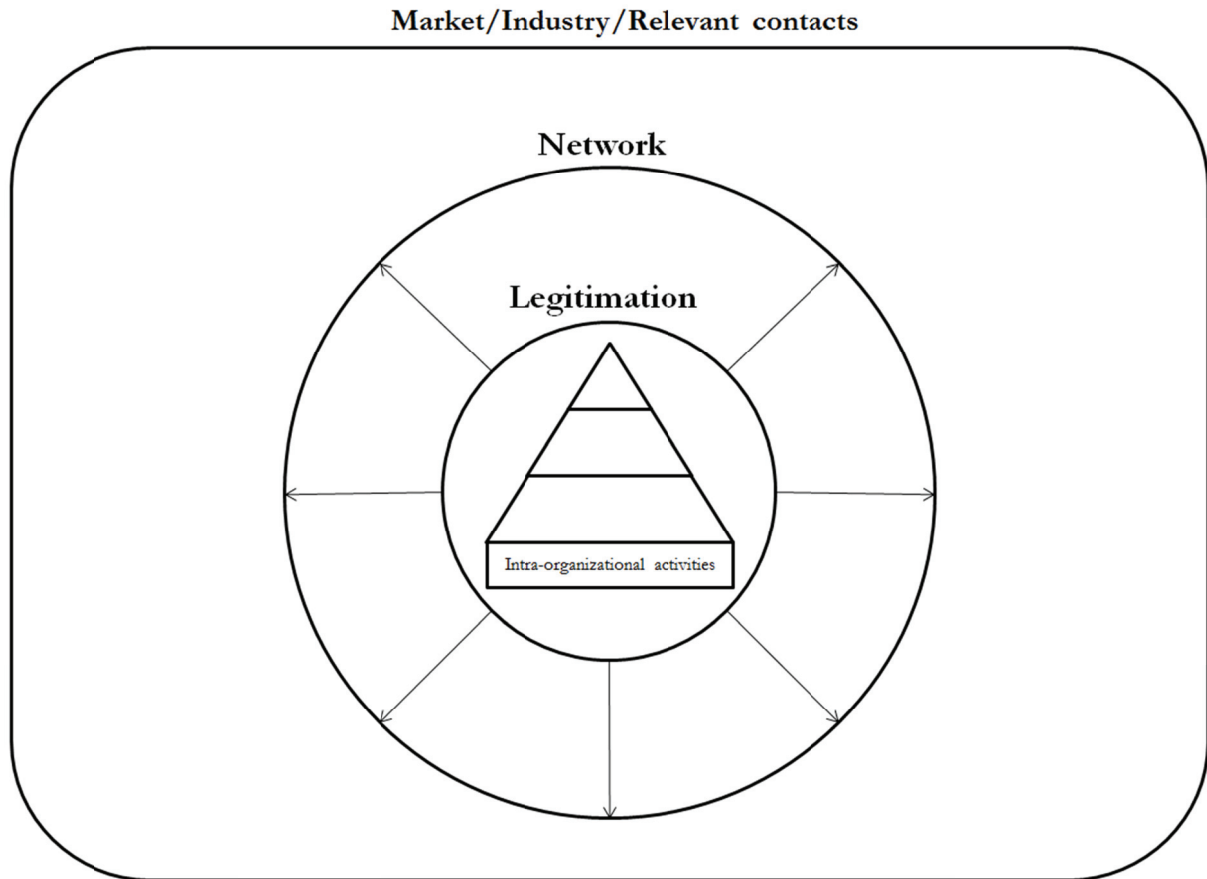 Market/Industry/Relevant contacts
Network
Legitimation
Intra-organizational activities